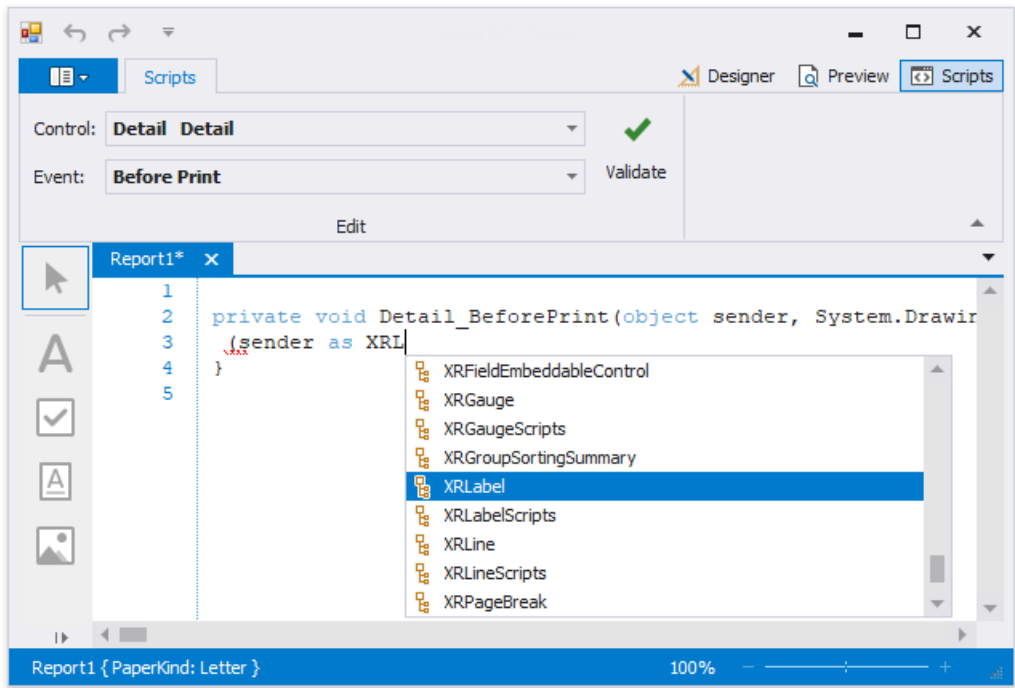 Scripts
Designer
Preview
Scripts
Control: Detail Detail
Validate
Event: Before Print
Edit
Report1*
1
2 private void Detail_BeforePrint(object sender, System.Drawin
3 (sender as XRL
4 }
5
XRFieldEmbeddableControl
XRGauge
XRGaugeScripts
XRGroupSortingSummary
XRLabel
XRLabelScripts
XRLine
XRLineScripts
XRPageBreak
A
A
Report1 { PaperKind: Letter }
100%